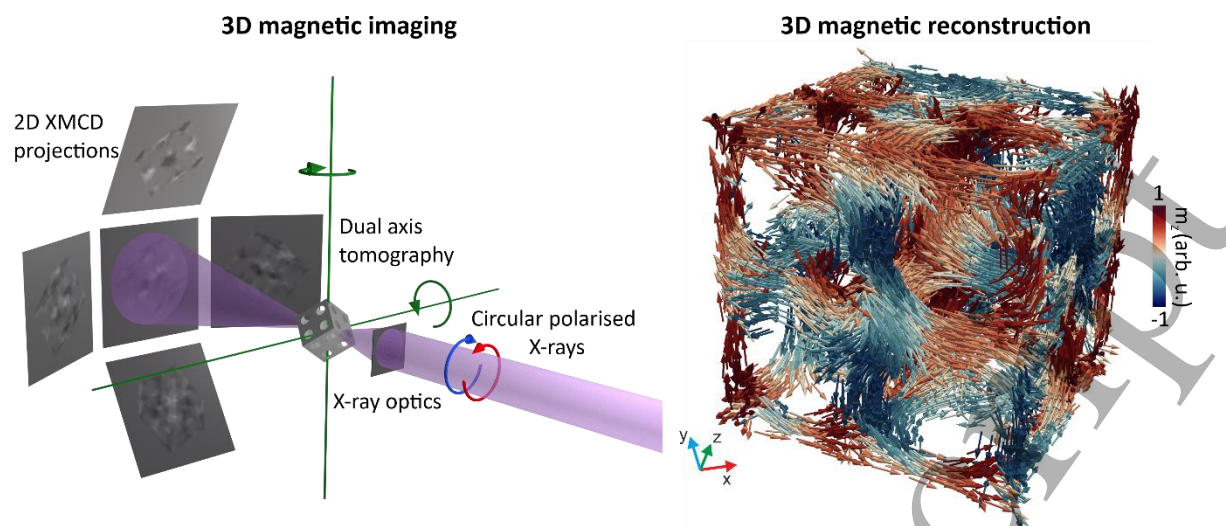 3D magnetic imaging
2D XMCD
projections
Dual axis
tomography
Circular polarised
X-rays
X-ray optics
3D magnetic reconstruction
1
m_z (arb. u.)
-1
y
z
x